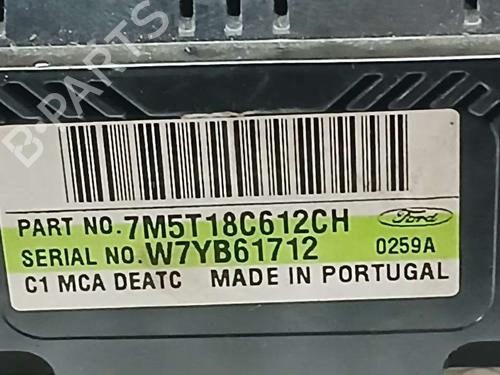 B-PARTS
PART NO. 7M5T18C612CH
Ford
SERIAL NO. W7YB61712
0259A
C1 MCA DEATC MADE IN PORTUGAL